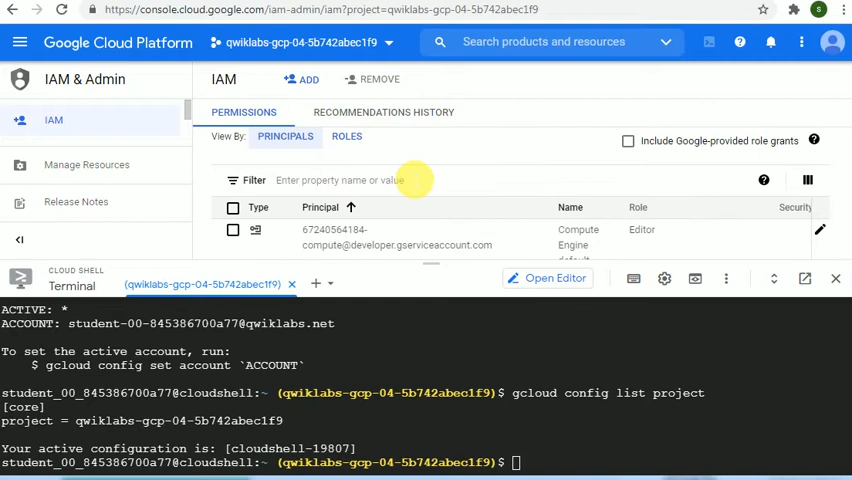 https://console.cloud.google.com/iam-admin/iam?project=qwiklabs-gcp-04-5b742abec1f9
S
Google Cloud Platform qwiklabs-gcp-04-5b742abec1f9 Search products and resources
IAM & Admin IAM ADD REMOVE
IAM PERMISSIONS RECOMMENDATIONS HISTORY
View By: PRINCIPALS ROLES Include Google-provided role grants
Manage Resources
Filter Enter property name or value
Release Notes
Type Principal Name Role Security
67240564184- Compute Editor
compute@developer.gserviceaccount.com Engine
CLOUD SHELL
Terminal (qwiklabs-gcp-04-5b742abec1f9) Open Editor
ACTIVE: *
ACCOUNT: student-00-845386700a77@qwiklabs.net
To set the active account, run:
$ gcloud config set account `ACCOUNT`
student_00_845386700a77@cloudshell:~ (qwiklabs-gcp-04-5b742abec1f9)$ gcloud config list project
[core]
project = qwiklabs-gcp-04-5b742abec1f9
Your active configuration is: [cloudshell-19807]
student_00_845386700a77@cloudshell:~ (qwiklabs-gcp-04-5b742abec1f9)$